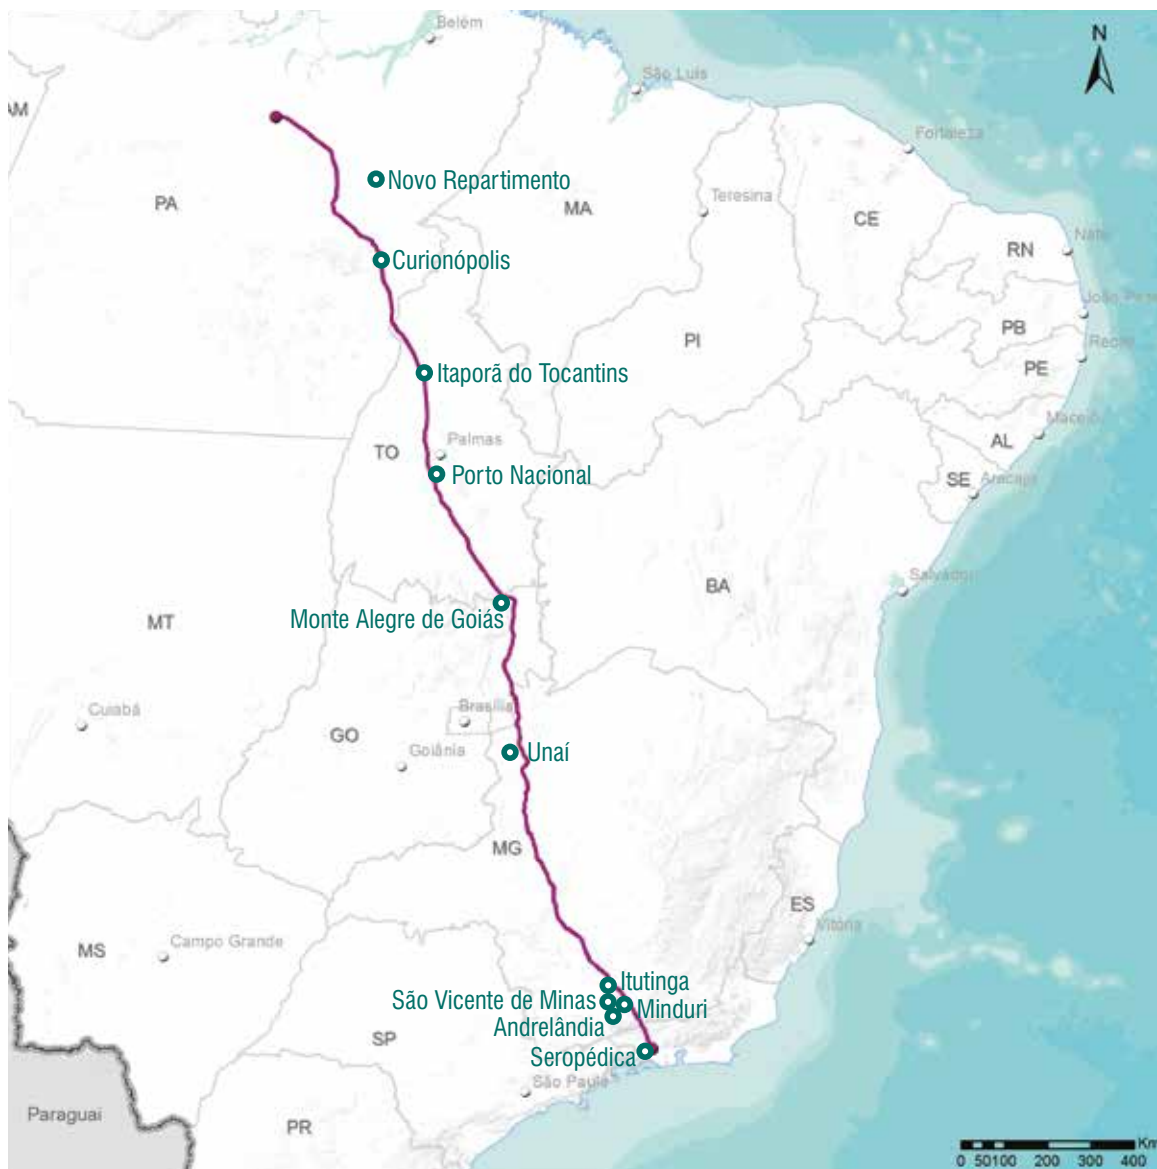 Belém
N
São Luís
AM
Fortaleza
Novo Repartimento
PA
MA
Teresina
CE
RN
Natal
Curionópolis
João Pess
PB
PI
Recife
PE
Itaporã do Tocantins
Maceió
AL
TO
Palmas
Porto Nacional
SE
Aracaju
Salvador
BA
Monte Alegre de Goiás
MT
Cuiabá
Brasília
GO
Goiânia
Unaí
MG
ES
Vitória
MS
Campo Grande
Itutinga
São Vicente de Minas
Minduri
Andrelândia
SP
Seropédica
São Paulo
Paraguai
PR
Km
0 50100 200 300 400